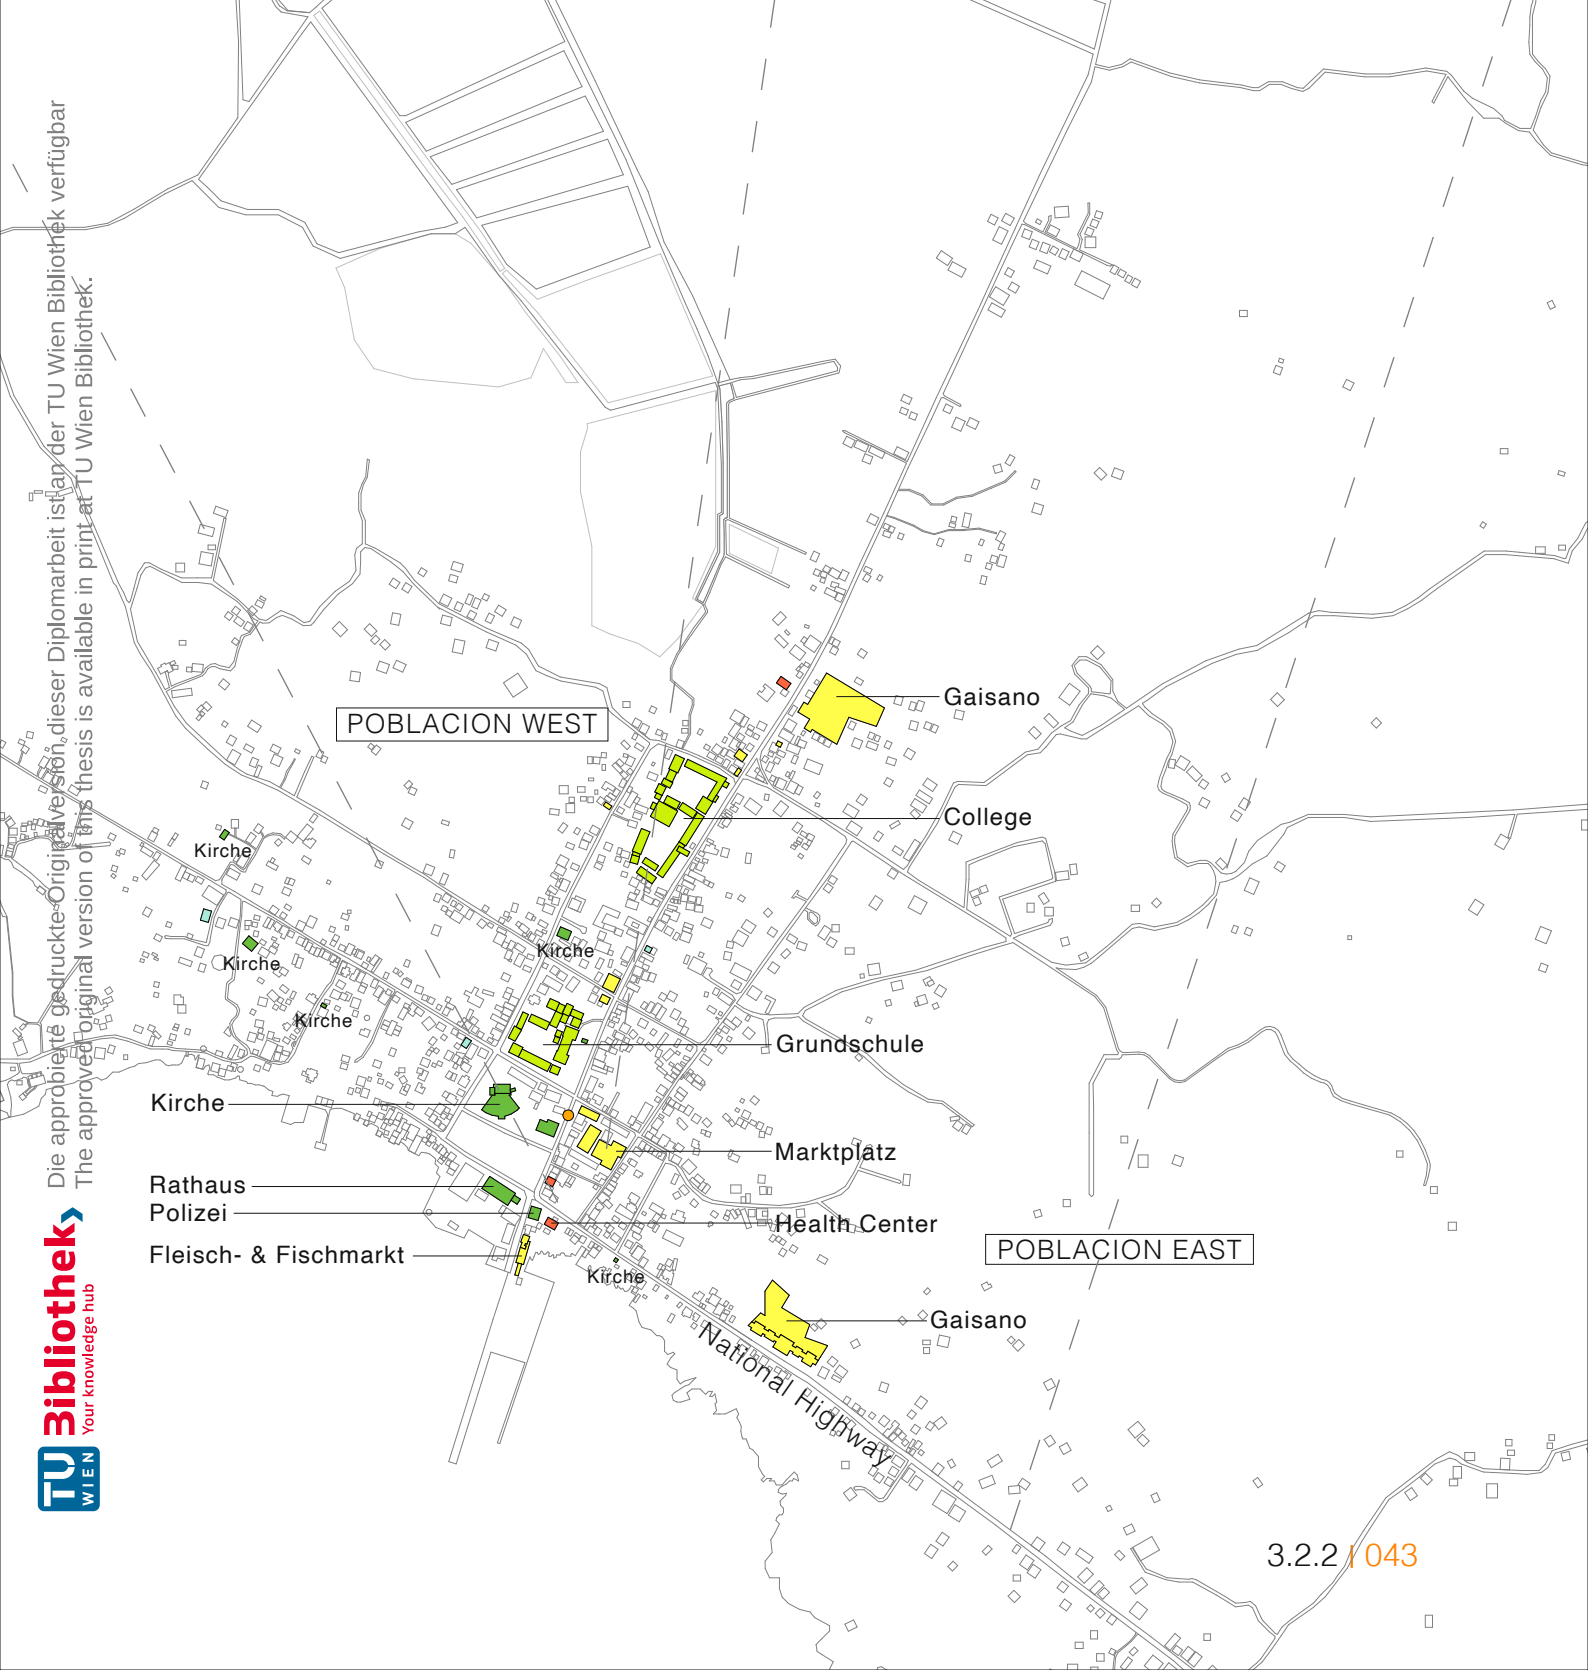 Die approbierte gedruckte Originalversion dieser Diplomarbeit ist an der TU Wien Bibliothek verfügbar
The approved original version of this thesis is available in print at TU Wien Bibliothek.
TU WIEN
Bibliothek
Your knowledge hub
Gaisano
POBLACION WEST
College
Kirche
Kirche
Kirche
Kirche
Grundschule
Kirche
Marktplatz
Rathaus
Polizei
Health Center
Fleisch- & Fischmarkt
POBLACION EAST
Kirche
Gaisano
National Highway
3.2.2 | 043